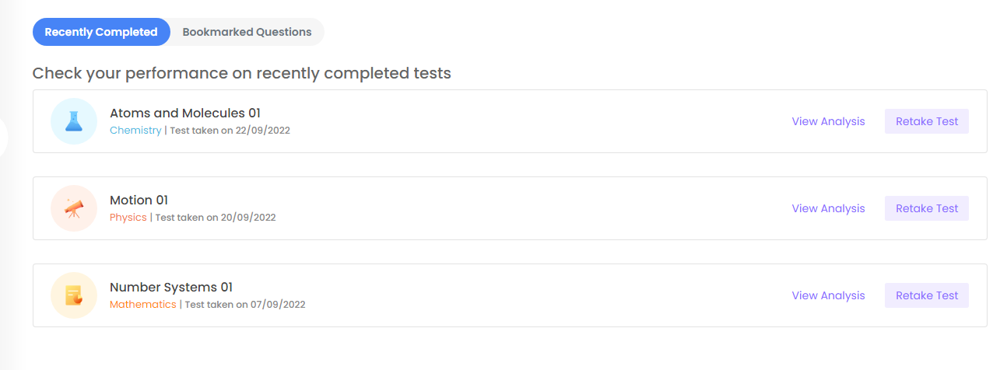 Recently Completed Bookmarked Questions
Check your performance on recently completed tests
Atoms and Molecules 01
Chemistry | Test taken on 22/09/2022
View Analysis Retake Test
Motion 01
Physics | Test taken on 20/09/2022
View Analysis Retake Test
Number Systems 01
Mathematics | Test taken on 07/09/2022
View Analysis Retake Test